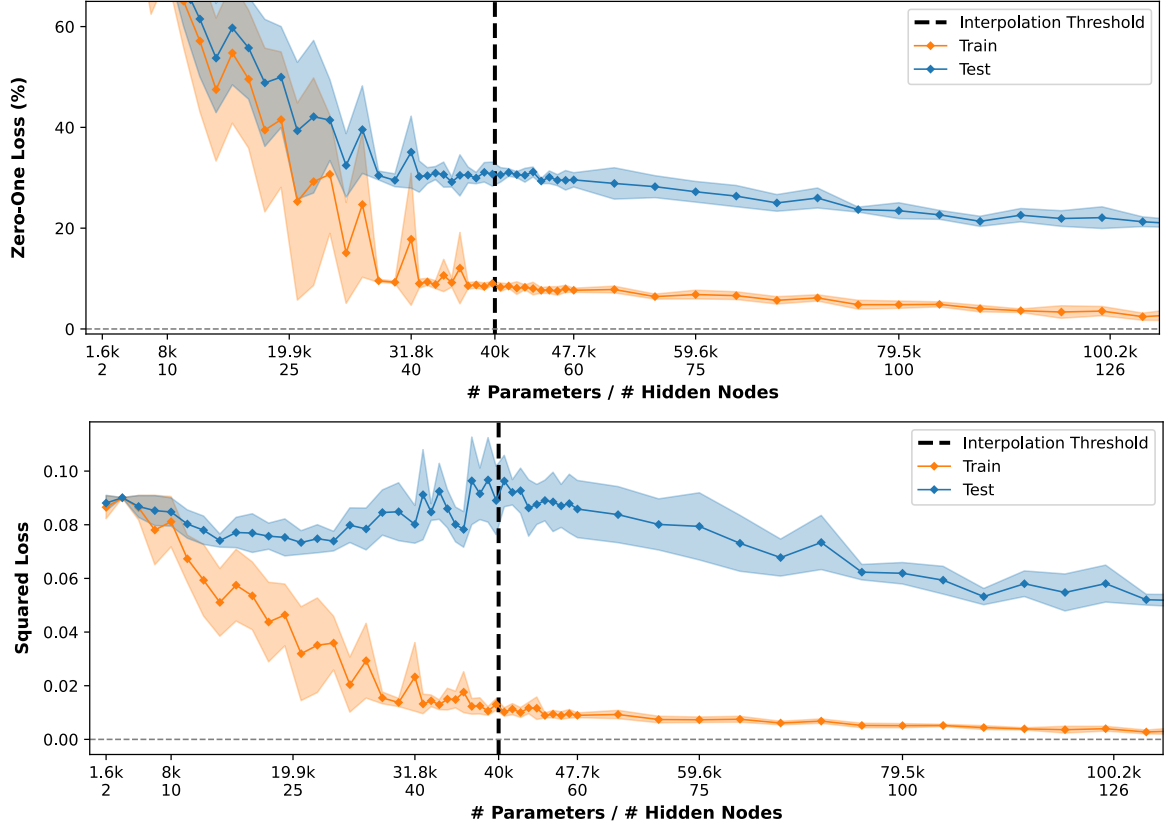 Zero-One Loss (%)
60
40
20
0
Interpolation Threshold
Train
Test
1.6k 8k 19.9k 31.8k 40k 47.7k 59.6k 79.5k 100.2k
2 10 25 40 50 60 75 100 126
# Parameters / # Hidden Nodes
Squared Loss
0.10
0.08
0.06
0.04
0.02
0.00
Interpolation Threshold
Train
Test
1.6k 8k 19.9k 31.8k 40k 47.7k 59.6k 79.5k 100.2k
2 10 25 40 60 75 100 126
# Parameters / # Hidden Nodes